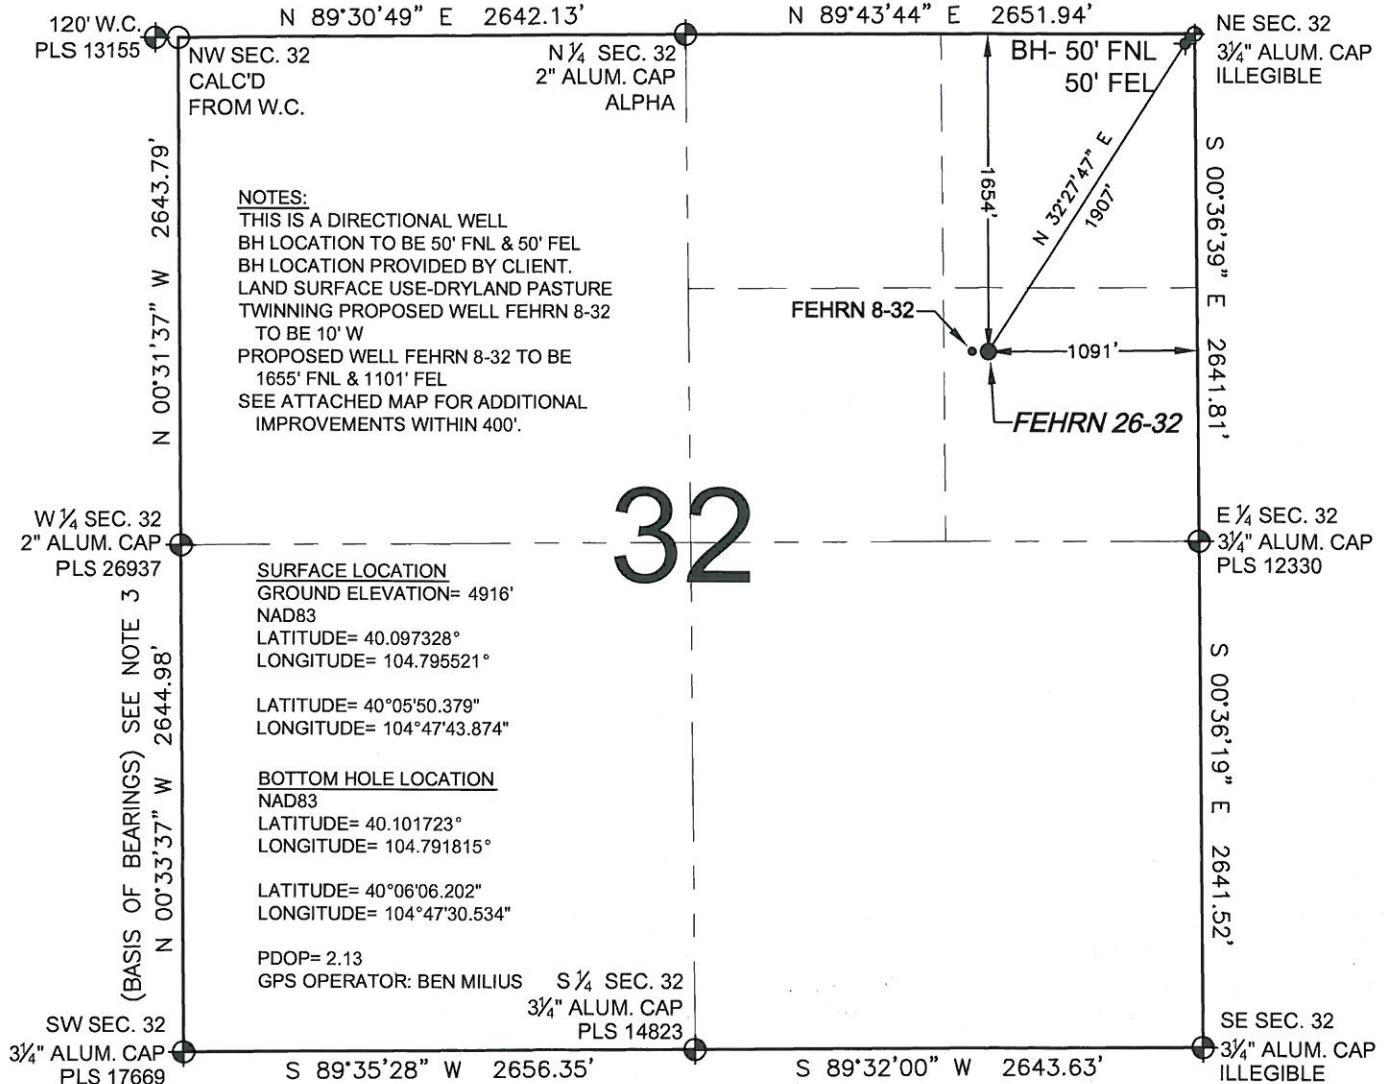 N 89°30'49" E 2642.13'
N 89°43'44" E 2651.94'
120' W.C.
PLS 13155
NW SEC. 32
CALC'D
FROM W.C.
N 1/4 SEC. 32
2" ALUM. CAP
ALPHA
BH- 50' FNL
50' FEL
NE SEC. 32
3 1/4" ALUM. CAP
ILLEGIBLE
N 00°31'37" W 2643.79'
NOTES:
THIS IS A DIRECTIONAL WELL
BH LOCATION TO BE 50' FNL & 50' FEL
BH LOCATION PROVIDED BY CLIENT.
LAND SURFACE USE-DRYLAND PASTURE
TWINNING PROPOSED WELL FEHRN 8-32
TO BE 10' W
PROPOSED WELL FEHRN 8-32 TO BE
1655' FNL & 1101' FEL
SEE ATTACHED MAP FOR ADDITIONAL
IMPROVEMENTS WITHIN 400'.
1654'
N 32°27'47" E
1907'
S 00°36'39" E 2641.81'
FEHRN 8-32
1091'
FEHRN 26-32
32
W 1/4 SEC. 32
2" ALUM. CAP
PLS 26937
E 1/4 SEC. 32
3 1/4" ALUM. CAP
PLS 12330
(BASIS OF BEARINGS) SEE NOTE 3
N 00°33'37" W 2644.98'
SURFACE LOCATION
GROUND ELEVATION= 4916'
NAD83
LATITUDE= 40.097328°
LONGITUDE= 104.795521°
LATITUDE= 40°05'50.379"
LONGITUDE= 104°47'43.874"
BOTTOM HOLE LOCATION
NAD83
LATITUDE= 40.101723°
LONGITUDE= 104.791815°
LATITUDE= 40°06'06.202"
LONGITUDE= 104°47'30.534"
PDOP= 2.13
GPS OPERATOR: BEN MILIUS
S 00°36'19" E 2641.52'
S 1/4 SEC. 32
3 1/4" ALUM. CAP
PLS 14823
SW SEC. 32
3 1/4" ALUM. CAP
PLS 17669
SE SEC. 32
3 1/4" ALUM. CAP
ILLEGIBLE
S 89°35'28" W 2656.35'
S 89°32'00" W 2643.63'